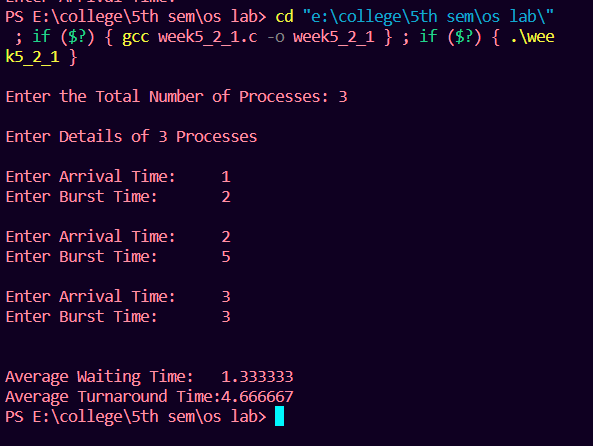 PS E:\college\5th sem\os lab> cd "e:\college\5th sem\os lab\"
; if ($?) { gcc week5_2_1.c -o week5_2_1 } ; if ($?) { .\wee
k5_2_1 }
Enter the Total Number of Processes: 3
Enter Details of 3 Processes
Enter Arrival Time: 1
Enter Burst Time: 2
Enter Arrival Time: 2
Enter Burst Time: 5
Enter Arrival Time: 3
Enter Burst Time: 3
Average Waiting Time: 1.333333
Average Turnaround Time:4.666667
PS E:\college\5th sem\os lab>